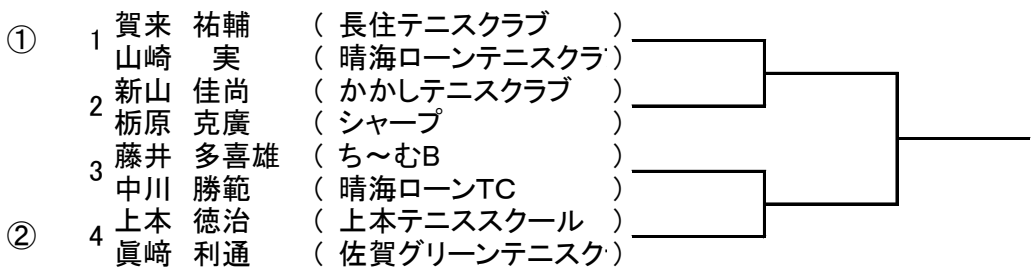 ① 1 賀来 祐輔 ( 長住テニスクラブ )
山崎 実 ( 晴海ローンテニスクラ )
2 新山 佳尚 ( かかしテニスクラブ )
栃原 克廣 ( シャープ )
3 藤井 多喜雄 ( ち～むB )
中川 勝範 ( 晴海ローンTC )
② 4 上本 徳治 ( 上本テニススクール )
眞﨑 利通 ( 佐賀グリーンテニスク )